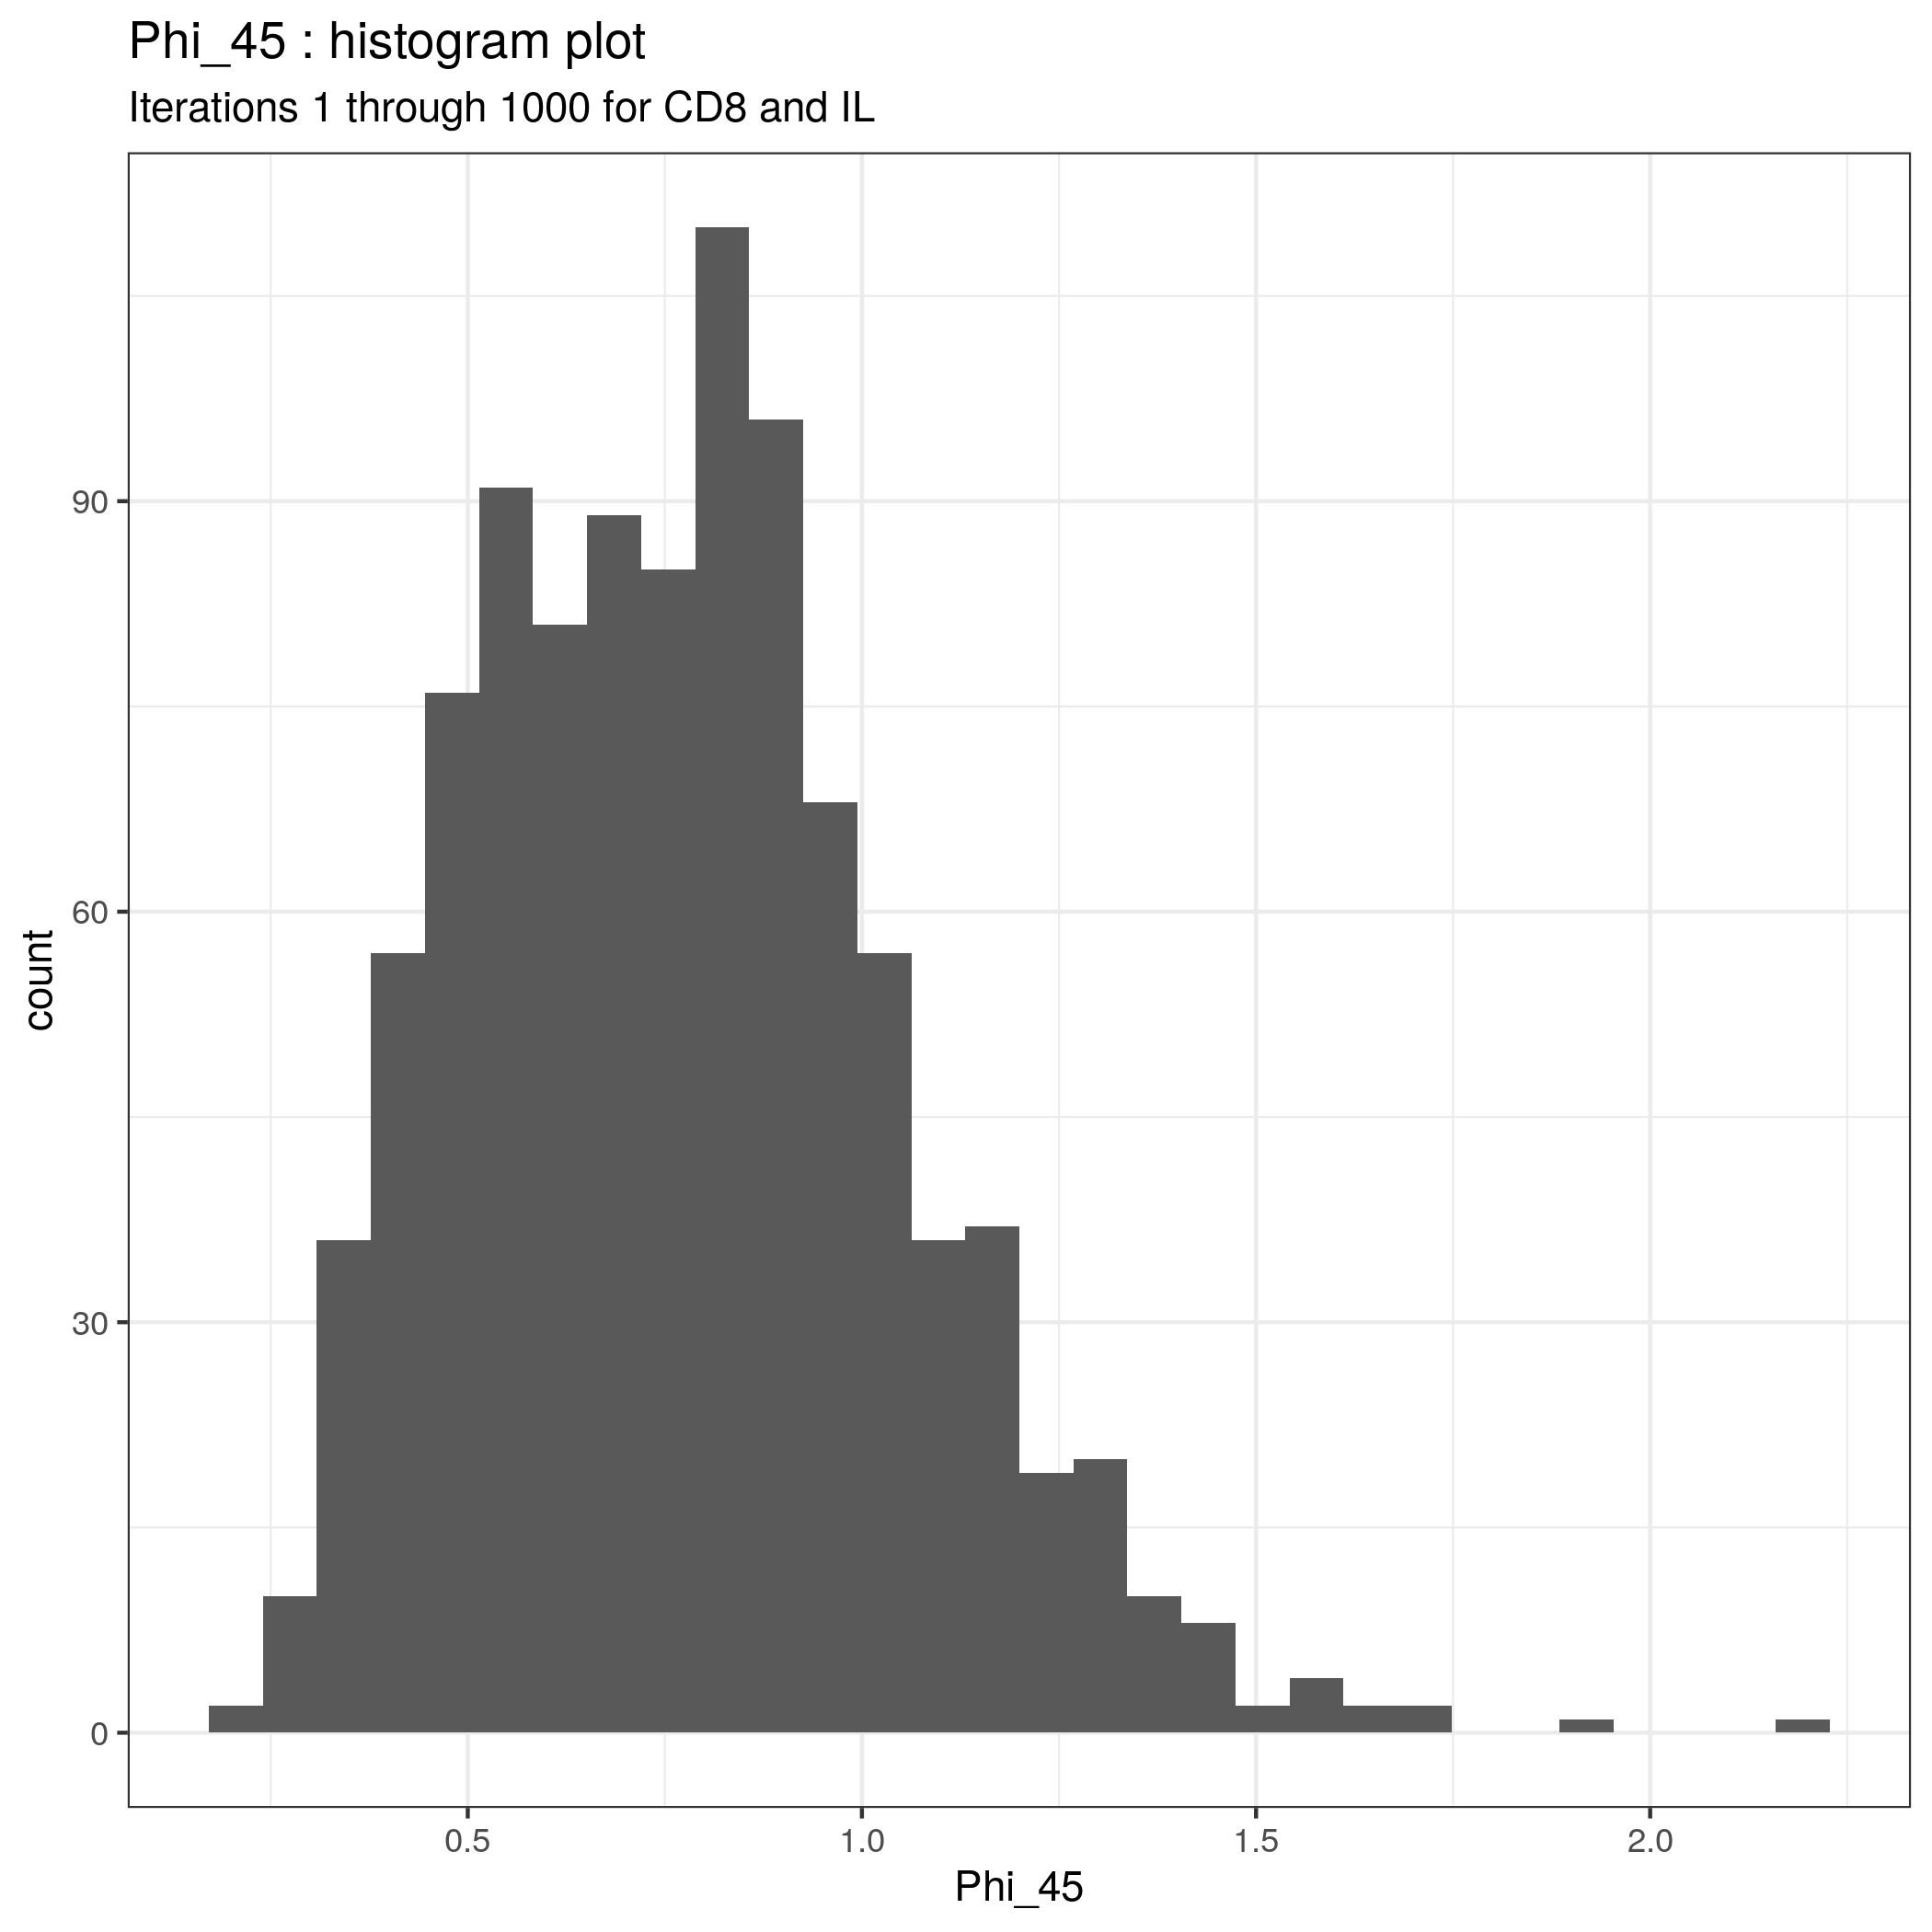 Phi_45 : histogram plot
Iterations 1 through 1000 for CD8 and IL
count
90
60
30
0
0.5 1.0 1.5 2.0
Phi_45